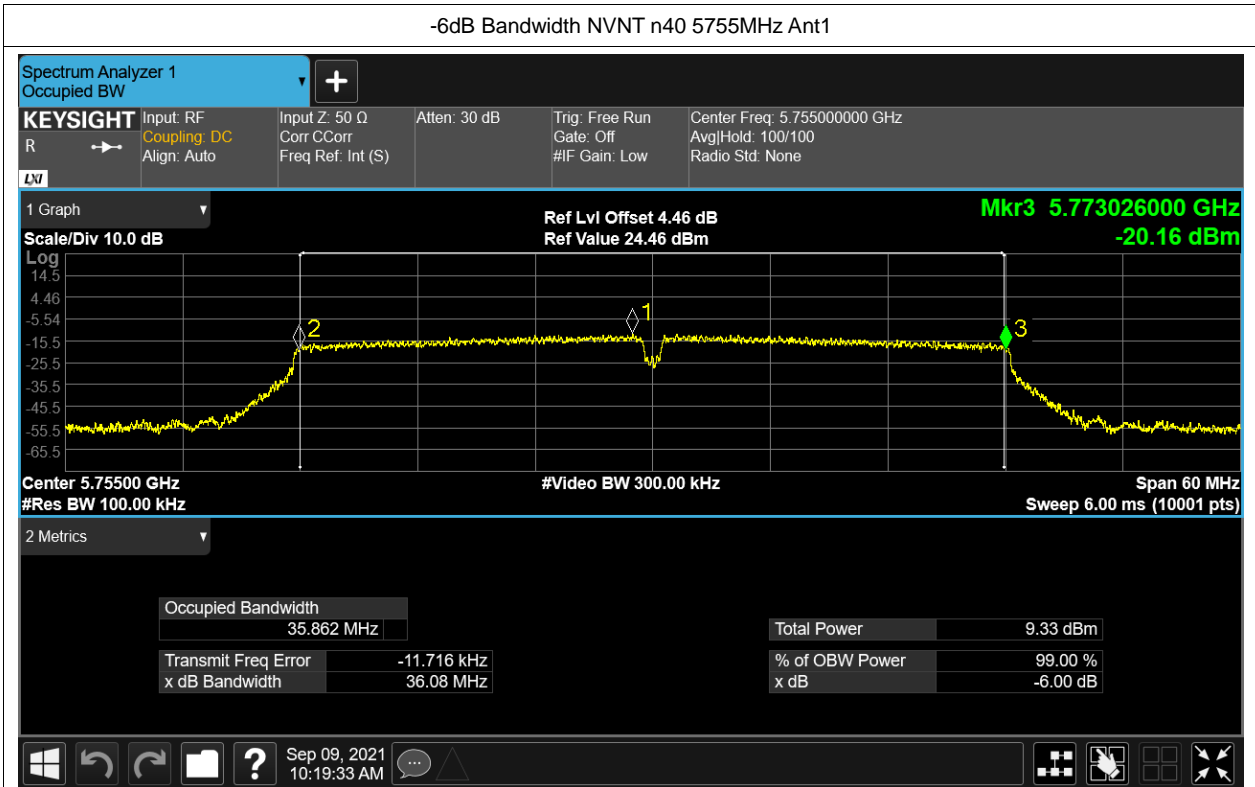 -6dB Bandwidth NVNT n40 5755MHz Ant1
Spectrum Analyzer 1
Occupied BW
KEYSIGHT
R
LXI
Input: RF
Coupling: DC
Align: Auto
Input Z: 50 Ω
Corr CCorr
Freq Ref: Int (S)
Atten: 30 dB
Trig: Free Run
Gate: Off
#IF Gain: Low
Center Freq: 5.755000000 GHz
Avg|Hold: 100/100
Radio Std: None
1 Graph
Scale/Div 10.0 dB
Ref Lvl Offset 4.46 dB
Ref Value 24.46 dBm
Mkr3 5.773026000 GHz
-20.16 dBm
Log
14.5
4.46
-5.54
-15.5
-25.5
-35.5
-45.5
-55.5
-65.5
2
1
3
Center 5.75500 GHz
#Res BW 100.00 kHz
#Video BW 300.00 kHz
Span 60 MHz
Sweep 6.00 ms (10001 pts)
2 Metrics
Occupied Bandwidth
35.862 MHz
Transmit Freq Error -11.716 kHz
x dB Bandwidth 36.08 MHz
Total Power 9.33 dBm
% of OBW Power 99.00 %
x dB -6.00 dB
?
Sep 09, 2021
10:19:33 AM